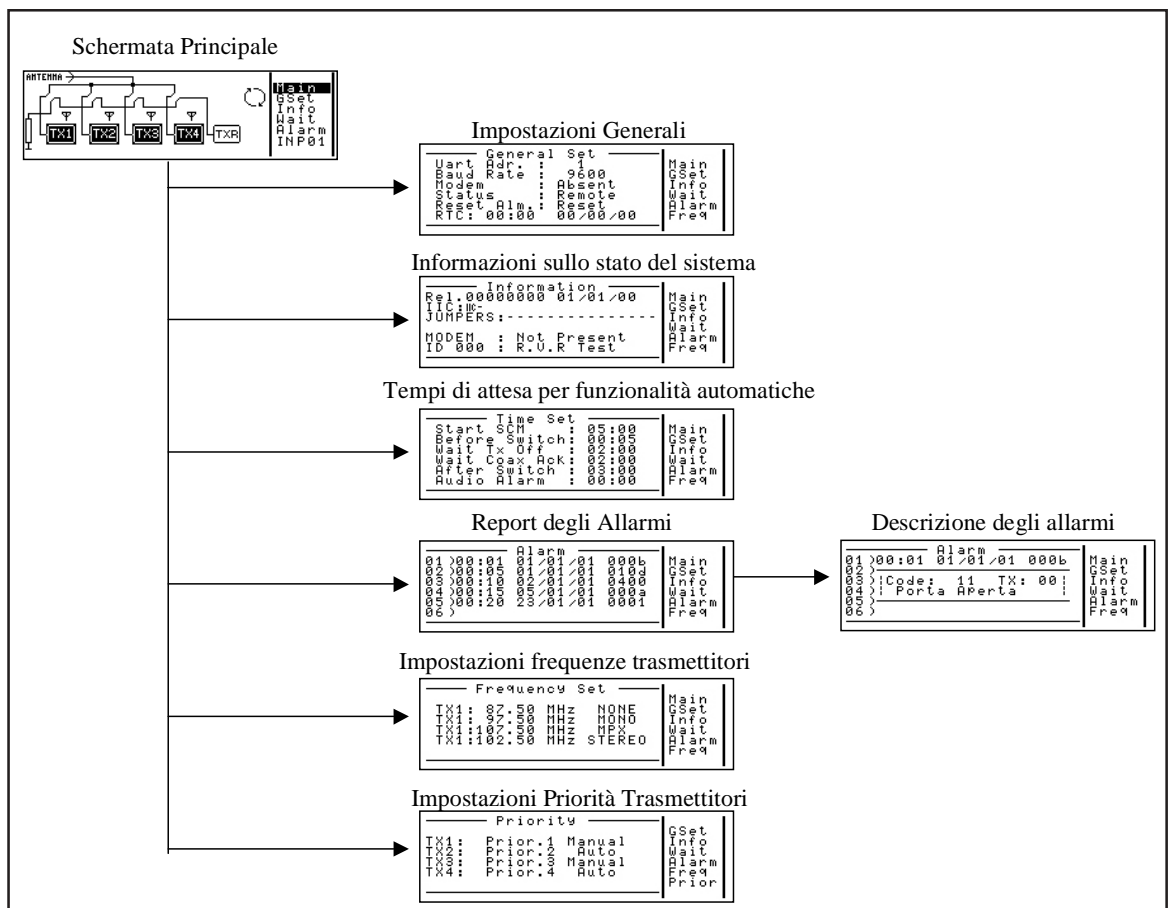 Schermata Principale
ANTENNA
Main
GSet
Info
Wait
Alarm
INP01
TX1 TX2 TX3 TX4 TXR
Impostazioni Generali
General Set
Uart Adr. : 1
Baud Rate : 9600
Modem : Absent
Status : Remote
Reset Alm.: Reset
RTC: 00:00 00/00/00
Main
GSet
Info
Wait
Alarm
Freq
Informazioni sullo stato del sistema
Information
Rel.00000000 01/01/00
IIC:
JUMPERS:---------------
MODEM : Not Present
ID 000 : R.V.R Test
Main
GSet
Info
Wait
Alarm
Freq
Tempi di attesa per funzionalità automatiche
Time Set
Start SCM : 05:00
Before Switch: 00:05
Wait Tx Off : 02:00
Wait Coax Ack: 02:00
After Switch : 03:00
Audio Alarm : 00:00
Main
GSet
Info
Wait
Alarm
Freq
Report degli Allarmi
Alarm
01)00:01 01/01/01 000b
02)00:05 01/01/01 010d
03)00:10 02/01/01 0400
04)00:15 05/01/01 000a
05)00:20 23/01/01 0001
06)
Main
GSet
Info
Wait
Alarm
Freq
Descrizione degli allarmi
Alarm
01)00:01 01/01/01 000b
02)
03)|Code: 11 TX: 00|
04)| Porta Aperta |
05)
06)
Main
GSet
Info
Wait
Alarm
Freq
Impostazioni frequenze trasmettitori
Frequency Set
TX1: 87.50 MHz NONE
TX1: 97.50 MHz MONO
TX1:107.50 MHz MPX
TX1:102.50 MHz STEREO
Main
GSet
Info
Wait
Alarm
Freq
Impostazioni Priorità Trasmettitori
Priority
TX1: Prior.1 Manual
TX2: Prior.2 Auto
TX3: Prior.3 Manual
TX4: Prior.4 Auto
GSet
Info
Wait
Alarm
Freq
Prior